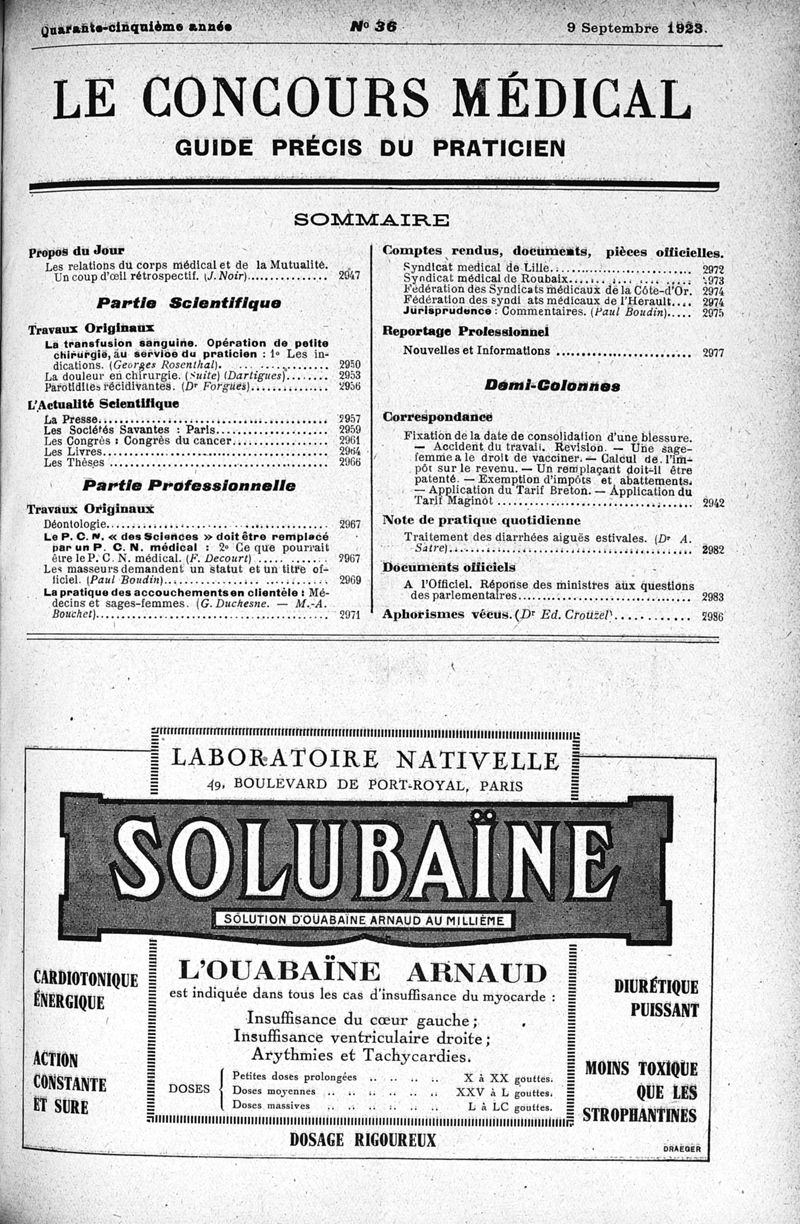 Quarante-cinquième année
N° 36
9 Septembre 1923.
LE CONCOURS MÉDICAL
GUIDE PRÉCIS DU PRATICIEN
SOMMAIRE
Propos du Jour
Les relations du corps médical et de la Mutualité.
Un coup d'œil rétrospectif. (J. Noir)............... 2947
Partie Scientifique
Travaux Originaux
La transfusion sanguine. Opération de petite
chirurgie, au service du praticien : 1° Les in-
dications. (Georges Rosenthal).................... 2950
La douleur en chirurgie. (Suite) (Dartigues)........ 2953
Parotidites récidivantes. (Dr Forgues).............. 2956
L'Actualité Scientifique
La Presse........................................ 2957
Les Sociétés Savantes : Paris..................... 2959
Les Congrès : Congrès du cancer.................. 2961
Les Livres....................................... 2964
Les Thèses ...................................... 2966
Partie Professionnelle
Travaux Originaux
Déontologie...................................... 2967
Le P. C. N. « des Sciences » doit être remplacé
par un P. C. N. médical : 2° Ce que pourrait
être le P. C. N. médical. (F. Decourt) ............ 2967
Les masseurs demandent un statut et un titre of-
ficiel. (Paul Boudin)............................. 2969
La pratique des accouchements en clientèle : Mé-
decins et sages-femmes. (G. Duchesne. — M.-A.
Bouchet)......................................... 2971
Comptes rendus, documents, pièces officielles.
Syndicat médical de Lille......................... 2972
Syndicat médical de Roubaix...................... 2973
Fédération des Syndicats médicaux de la Côte-d'Or. 2974
Fédération des syndi ats médicaux de l'Herault.... 2974
Jurisprudence : Commentaires. (Paul Boudin)..... 2975
Reportage Professionnel
Nouvelles et Informations ......................... 2977
Demi-Colonnes
Correspondance
Fixation de la date de consolidation d'une blessure.
— Accident du travail. Revision. — Une sage-
femme a le droit de vacciner. — Calcul de l'im-
pôt sur le revenu. — Un remplaçant doit-il être
patenté. — Exemption d'impôts et abattements.
— Application du Tarif Breton. — Application du
Tarif Maginot ................................... 2942
Note de pratique quotidienne
Traitement des diarrhées aiguës estivales. (Dr A.
Satre)........................................... 2982
Documents officiels
A l'Officiel. Réponse des ministres aux questions
des parlementaires............................... 2983
Aphorismes vécus. (Dr Ed. Crouzel)............ 2986
LABORATOIRE NATIVELLE
49, BOULEVARD DE PORT-ROYAL, PARIS
SOLUBAÏNE
SOLUTION D'OUABAÏNE ARNAUD AU MILLIÈME
CARDIOTONIQUE
ÉNERGIQUE
ACTION
CONSTANTE
ET SURE
L'OUABAÏNE ARNAUD
est indiquée dans tous les cas d'insuffisance du myocarde :
Insuffisance du cœur gauche ;
Insuffisance ventriculaire droite ;
Arythmies et Tachycardies.
DOSES
Petites doses prolongées .. .. .. .. X à XX gouttes.
Doses moyennes .. .. .. .. .. .. XXV à L gouttes.
Doses massives .. .. .. .. .. .. L à LC gouttes.
DIURÉTIQUE
PUISSANT
MOINS TOXIQUE
QUE LES
STROPHANTINES
DOSAGE RIGOUREUX
DRAEGER